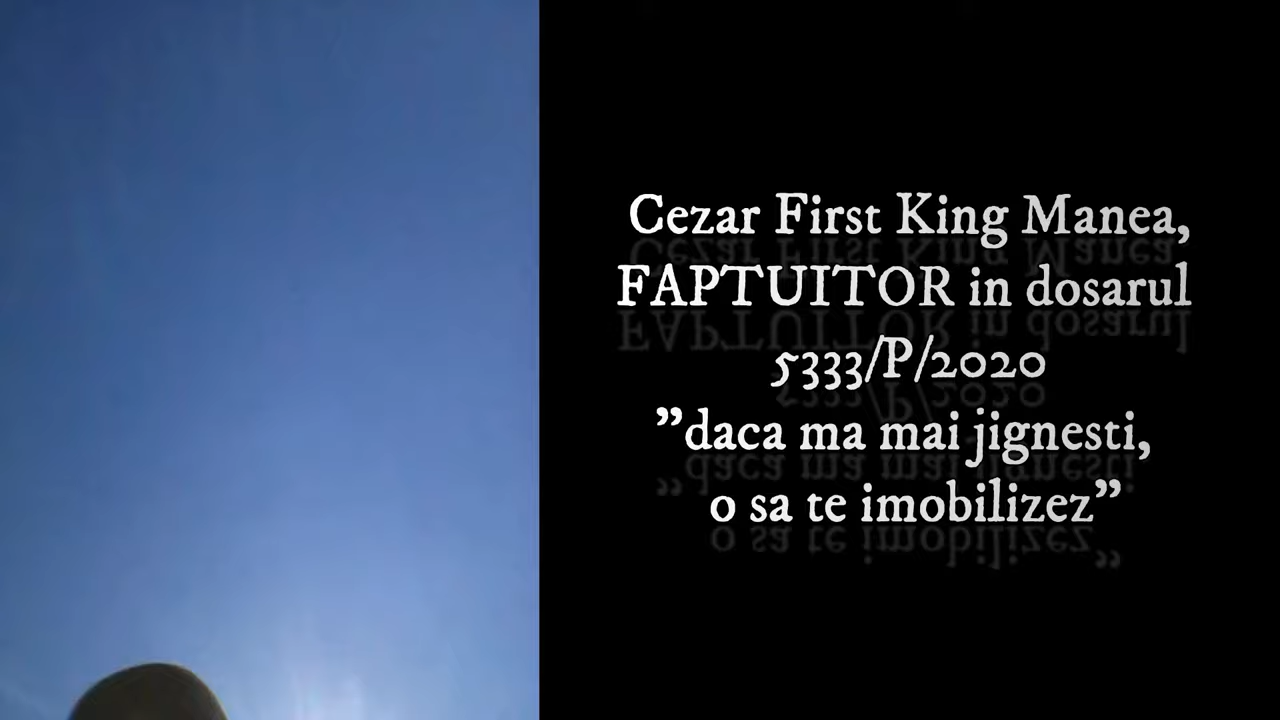 Cezar First King Manea,
FAPTUITOR in dosarul
5333/P/2020
”daca ma mai jignesti,
o sa te imobilizez”